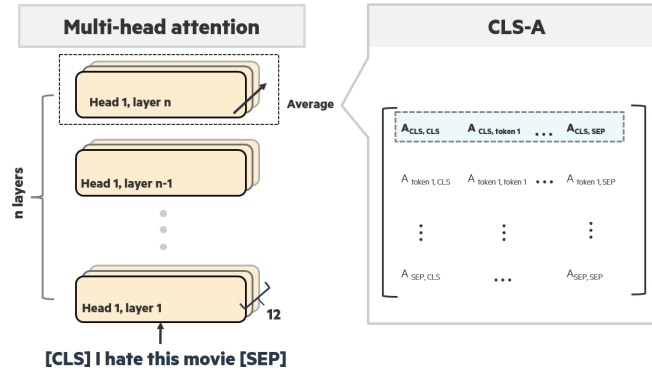 Multi-head attention
Head 1, layer n
Average
Head 1, layer n-1
n layers
Head 1, layer 1
12
[CLS] I hate this movie [SEP]
CLS-A
A CLS, CLS A CLS, token 1 ... A CLS, SEP
A token 1, CLS A token 1, token 1 ... A token 1, SEP
⋮ ⋮ ⋮
A SEP, CLS ... A SEP, SEP